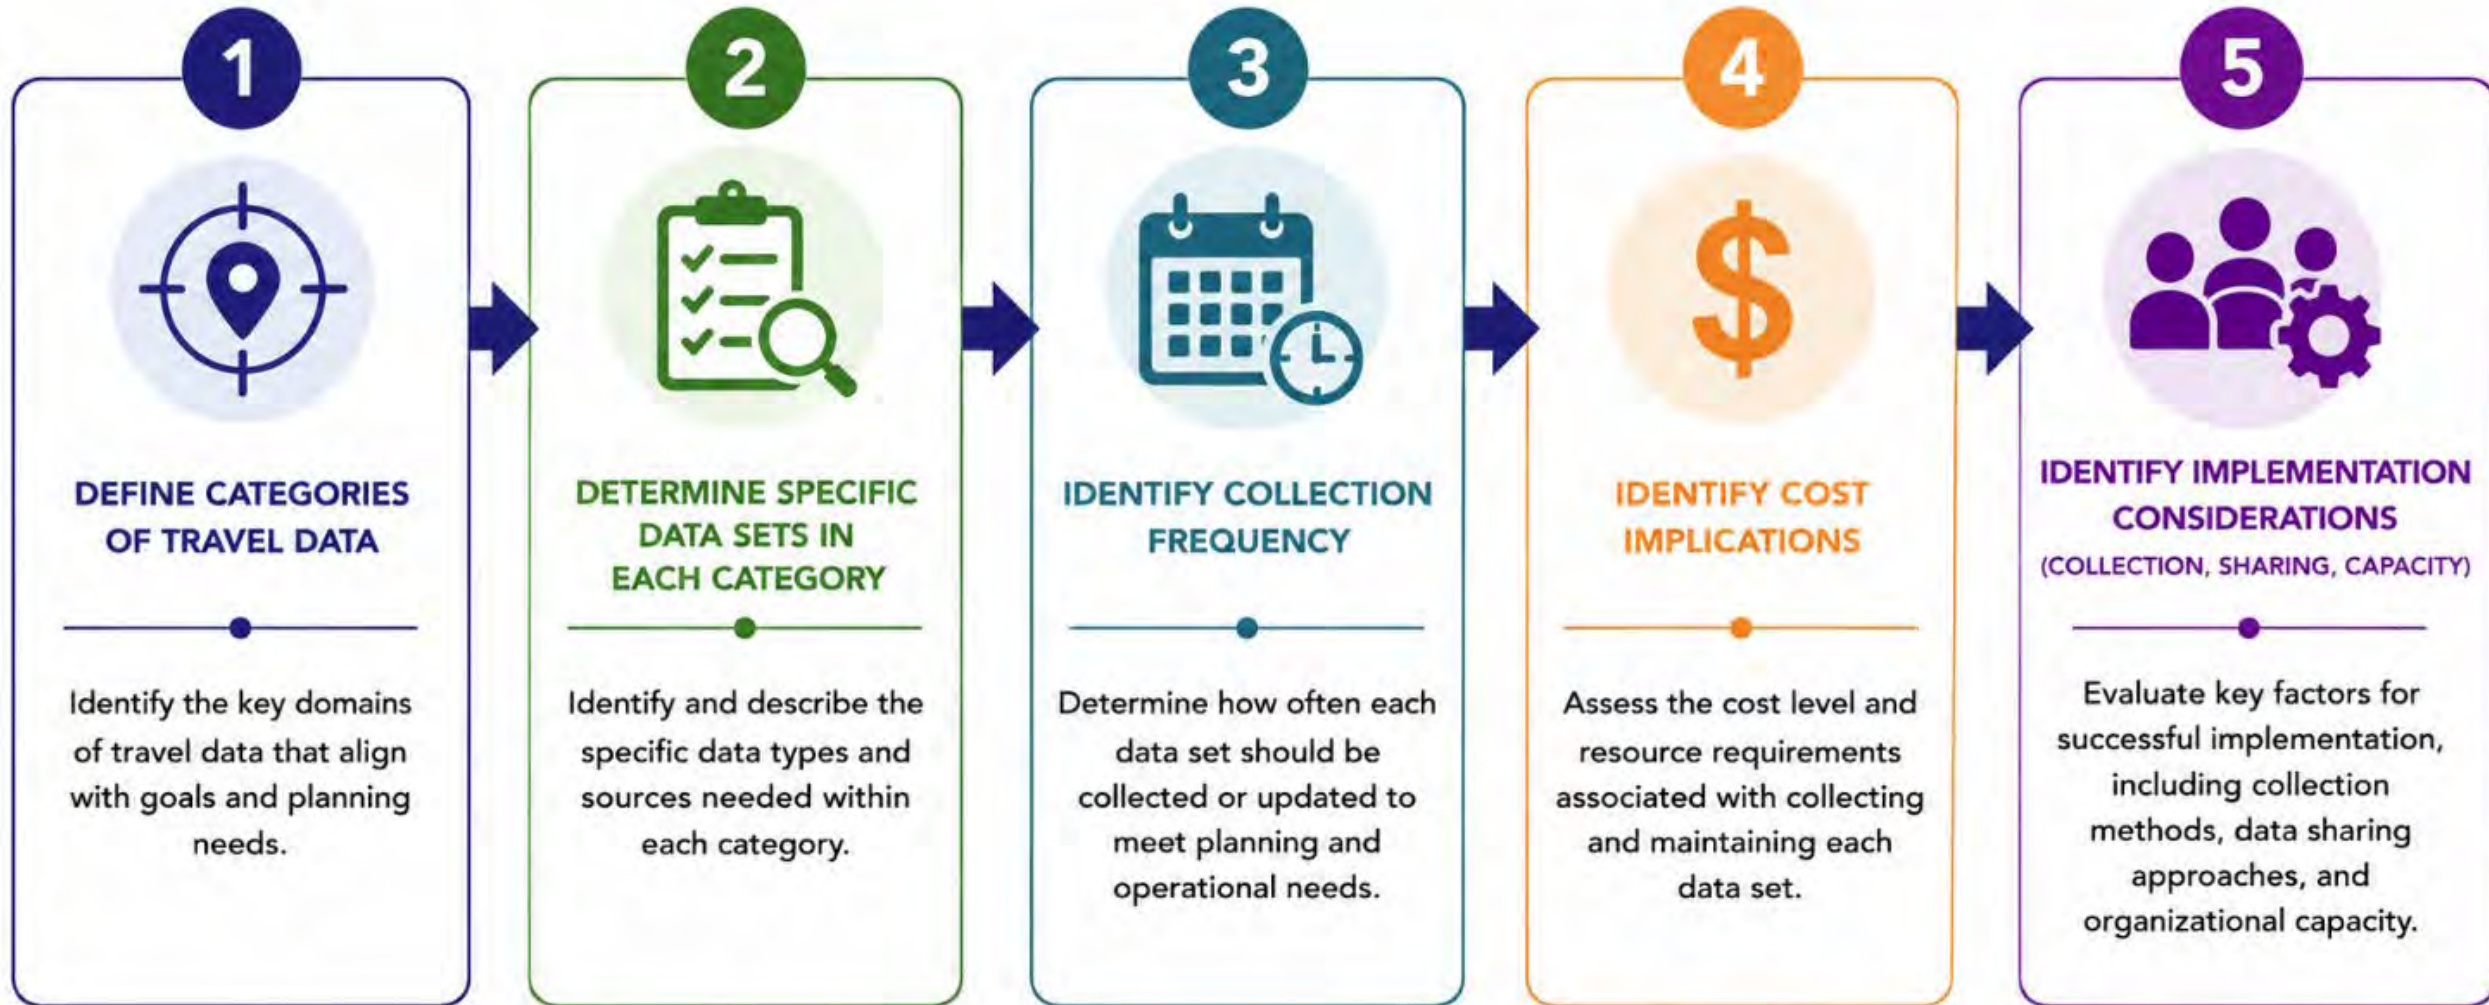 1
DEFINE CATEGORIES
OF TRAVEL DATA
Identify the key domains
of travel data that align
with goals and planning
needs.
2
DETERMINE SPECIFIC
DATA SETS IN
EACH CATEGORY
Identify and describe the
specific data types and
sources needed within
each category.
3
IDENTIFY COLLECTION
FREQUENCY
Determine how often each
data set should be
collected or updated to
meet planning and
operational needs.
4
$
IDENTIFY COST
IMPLICATIONS
Assess the cost level and
resource requirements
associated with collecting
and maintaining each
data set.
5
IDENTIFY IMPLEMENTATION
CONSIDERATIONS
(COLLECTION, SHARING, CAPACITY)
Evaluate key factors for
successful implementation,
including collection
methods, data sharing
approaches, and
organizational capacity.